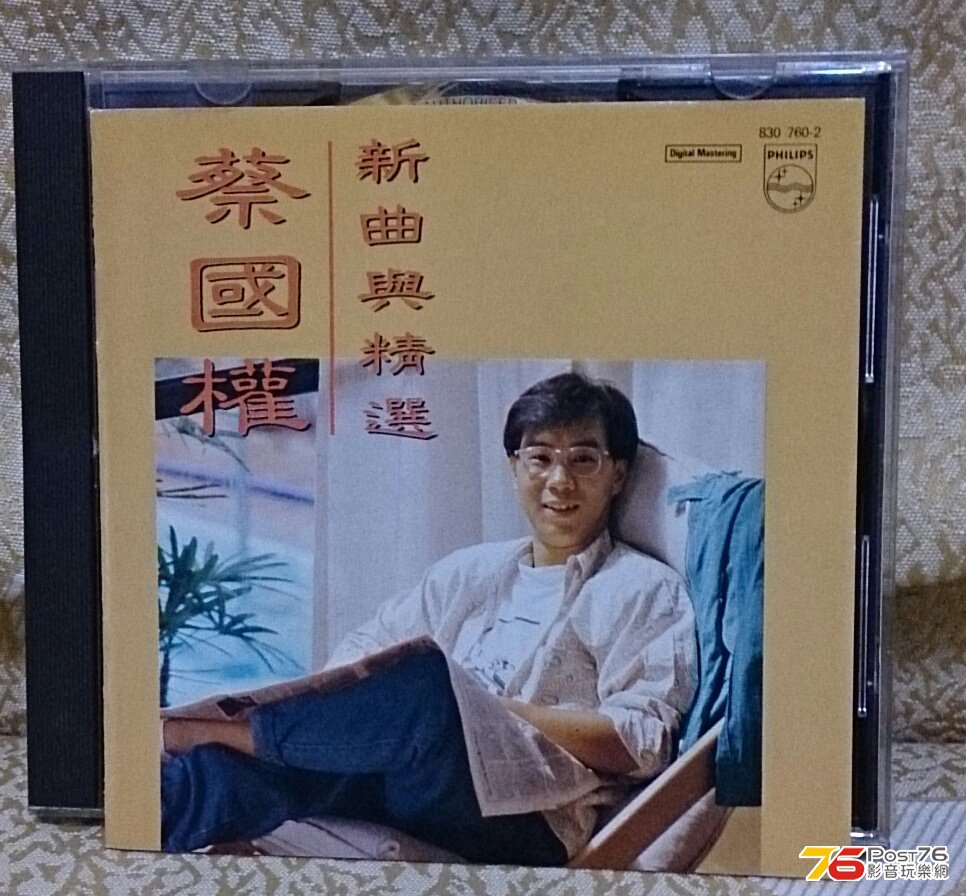 AUTHORISED
830 760-2
Digital Mastering
PHILIPS
蔡國權
新曲與精選
76 Post76
影音玩樂網